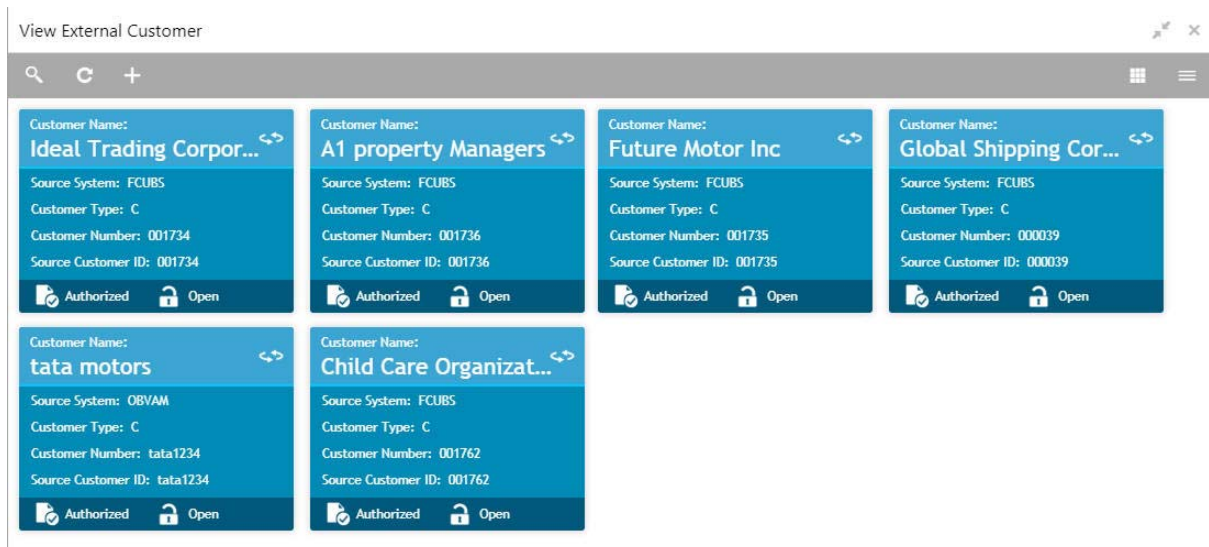 View External Customer
Customer Name:
Ideal Trading Corpor...
Source System: FCUBS
Customer Type: C
Customer Number: 001734
Source Customer ID: 001734
Authorized Open
Customer Name:
A1 property Managers
Source System: FCUBS
Customer Type: C
Customer Number: 001736
Source Customer ID: 001736
Authorized Open
Customer Name:
Future Motor Inc
Source System: FCUBS
Customer Type: C
Customer Number: 001735
Source Customer ID: 001735
Authorized Open
Customer Name:
Global Shipping Cor...
Source System: FCUBS
Customer Type: C
Customer Number: 000039
Source Customer ID: 000039
Authorized Open
Customer Name:
tata motors
Source System: OBVAM
Customer Type: C
Customer Number: tata1234
Source Customer ID: tata1234
Authorized Open
Customer Name:
Child Care Organizat...
Source System: FCUBS
Customer Type: C
Customer Number: 001762
Source Customer ID: 001762
Authorized Open